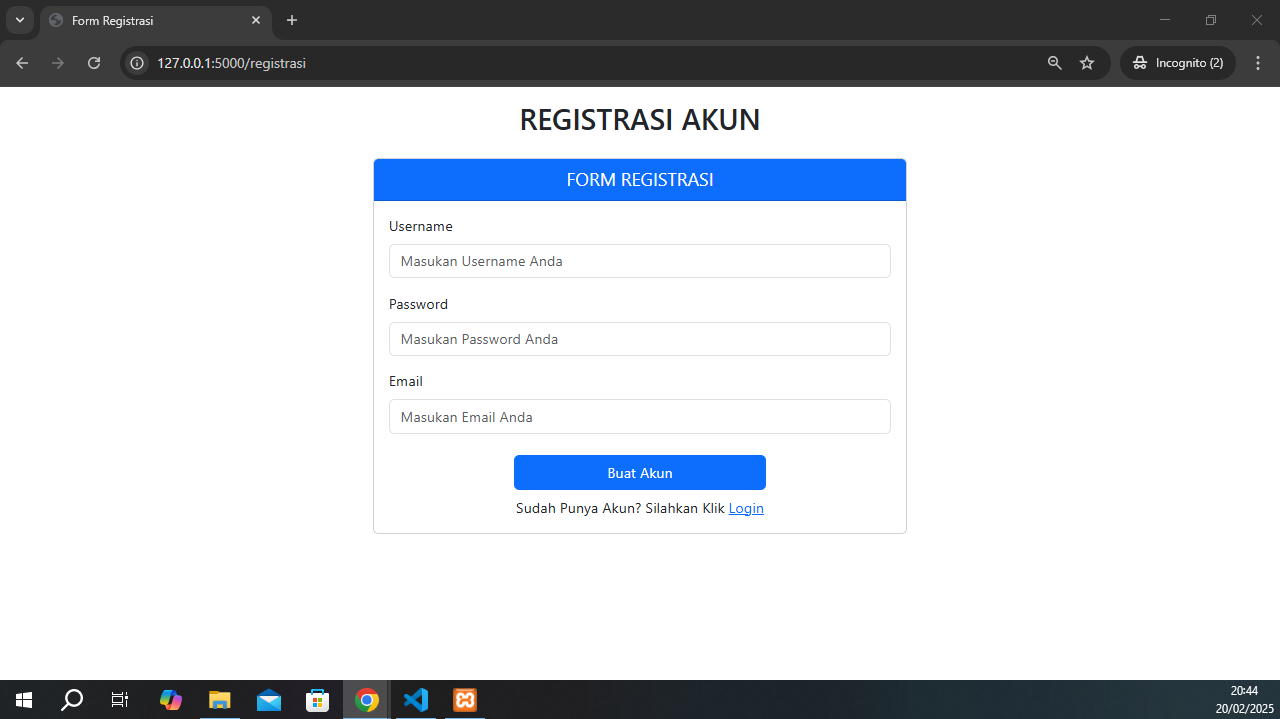 Form Registrasi
127.0.0.1:5000/registrasi
Incognito (2)
REGISTRASI AKUN
FORM REGISTRASI
Username
Masukan Username Anda
Password
Masukan Password Anda
Email
Masukan Email Anda
Buat Akun
Sudah Punya Akun? Silahkan Klik Login
20:44
20/02/2025